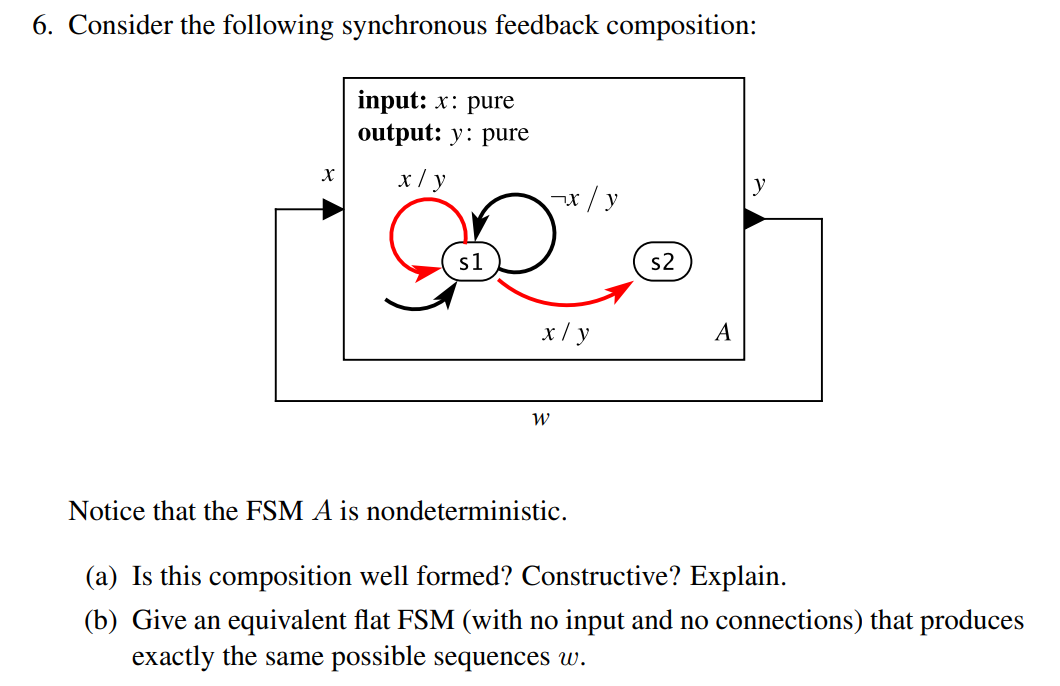 6. Consider the following synchronous feedback composition:
input: x: pure
output: y: pure
x
x / y
¬x / y
y
s1
s2
x / y
A
w
Notice that the FSM A is nondeterministic.
(a) Is this composition well formed? Constructive? Explain.
(b) Give an equivalent flat FSM (with no input and no connections) that produces
exactly the same possible sequences w.